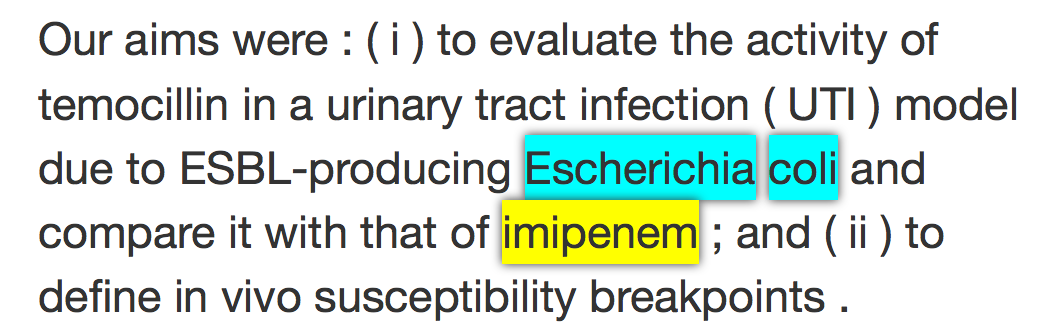 Our aims were : ( i ) to evaluate the activity of
temocillin in a urinary tract infection ( UTI ) model
due to ESBL-producing Escherichia coli and
compare it with that of imipenem ; and ( ii ) to
define in vivo susceptibility breakpoints .